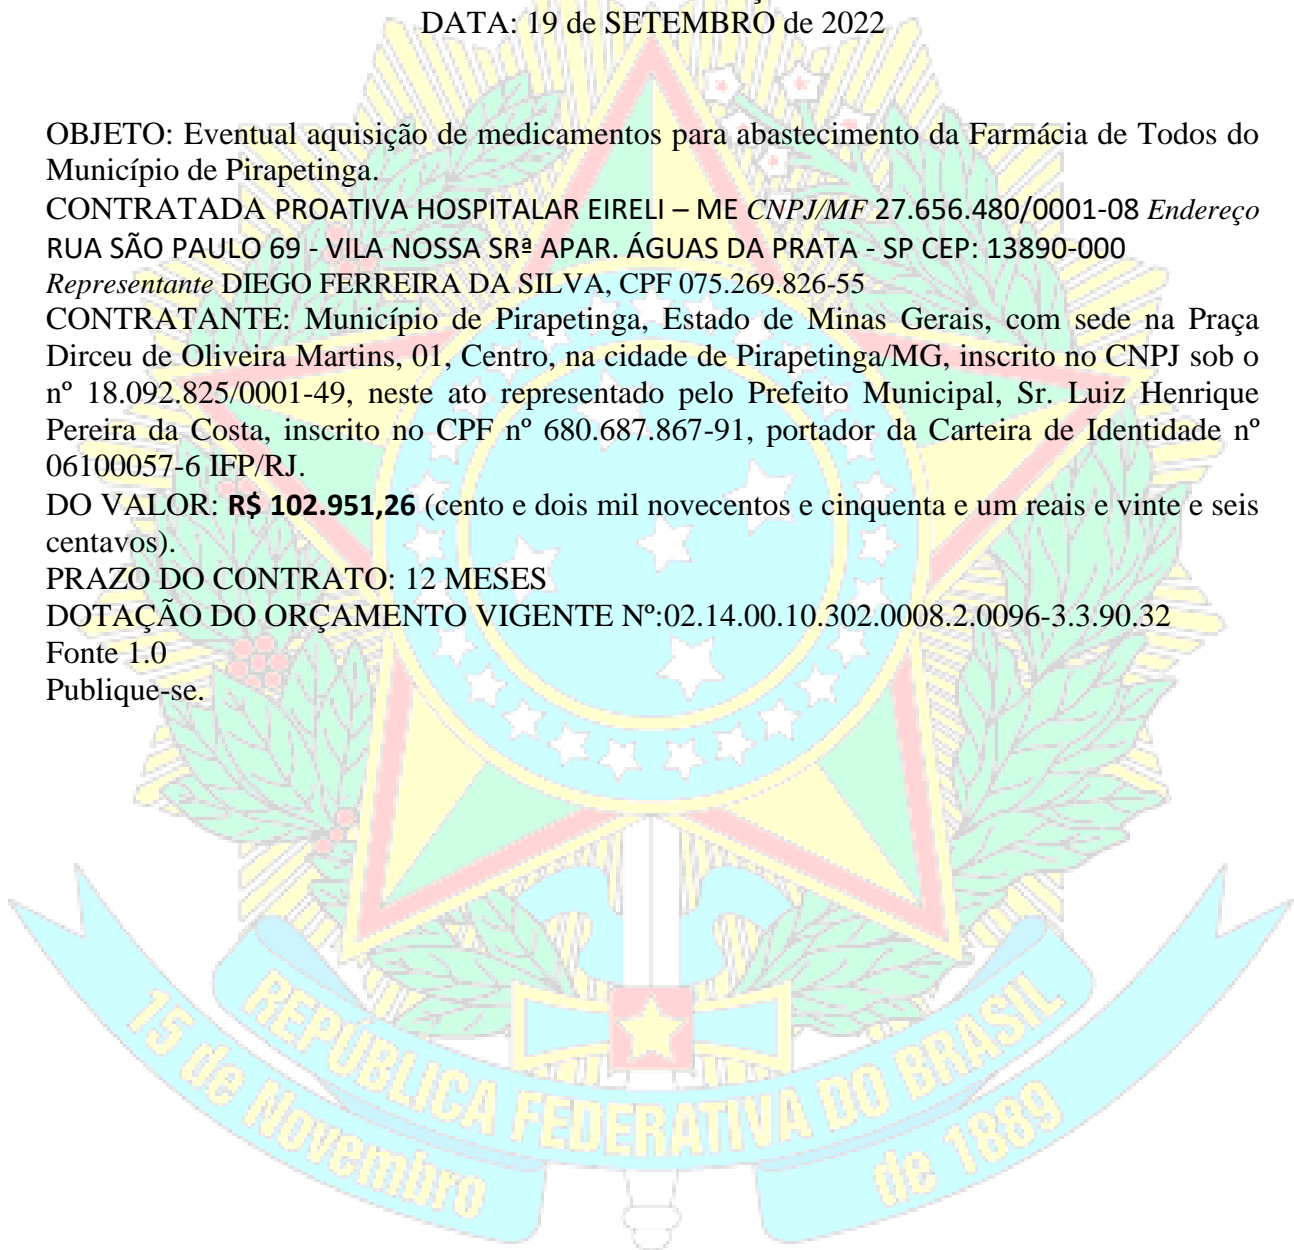 DATA: 19 de SETEMBRO de 2022
OBJETO: Eventual aquisição de medicamentos para abastecimento da Farmácia de Todos do
Município de Pirapetinga.
CONTRATADA PROATIVA HOSPITALAR EIRELI – ME CNPJ/MF 27.656.480/0001-08 Endereço
RUA SÃO PAULO 69 - VILA NOSSA SRª APAR. ÁGUAS DA PRATA - SP CEP: 13890-000
Representante DIEGO FERREIRA DA SILVA, CPF 075.269.826-55
CONTRATANTE: Município de Pirapetinga, Estado de Minas Gerais, com sede na Praça
Dirceu de Oliveira Martins, 01, Centro, na cidade de Pirapetinga/MG, inscrito no CNPJ sob o
nº 18.092.825/0001-49, neste ato representado pelo Prefeito Municipal, Sr. Luiz Henrique
Pereira da Costa, inscrito no CPF nº 680.687.867-91, portador da Carteira de Identidade nº
06100057-6 IFP/RJ.
DO VALOR: R$ 102.951,26 (cento e dois mil novecentos e cinquenta e um reais e vinte e seis
centavos).
PRAZO DO CONTRATO: 12 MESES
DOTAÇÃO DO ORÇAMENTO VIGENTE Nº:02.14.00.10.302.0008.2.0096-3.3.90.32
Fonte 1.0
Publique-se.
REPÚBLICA FEDERATIVA DO BRASIL
15 de Novembro
de 1889